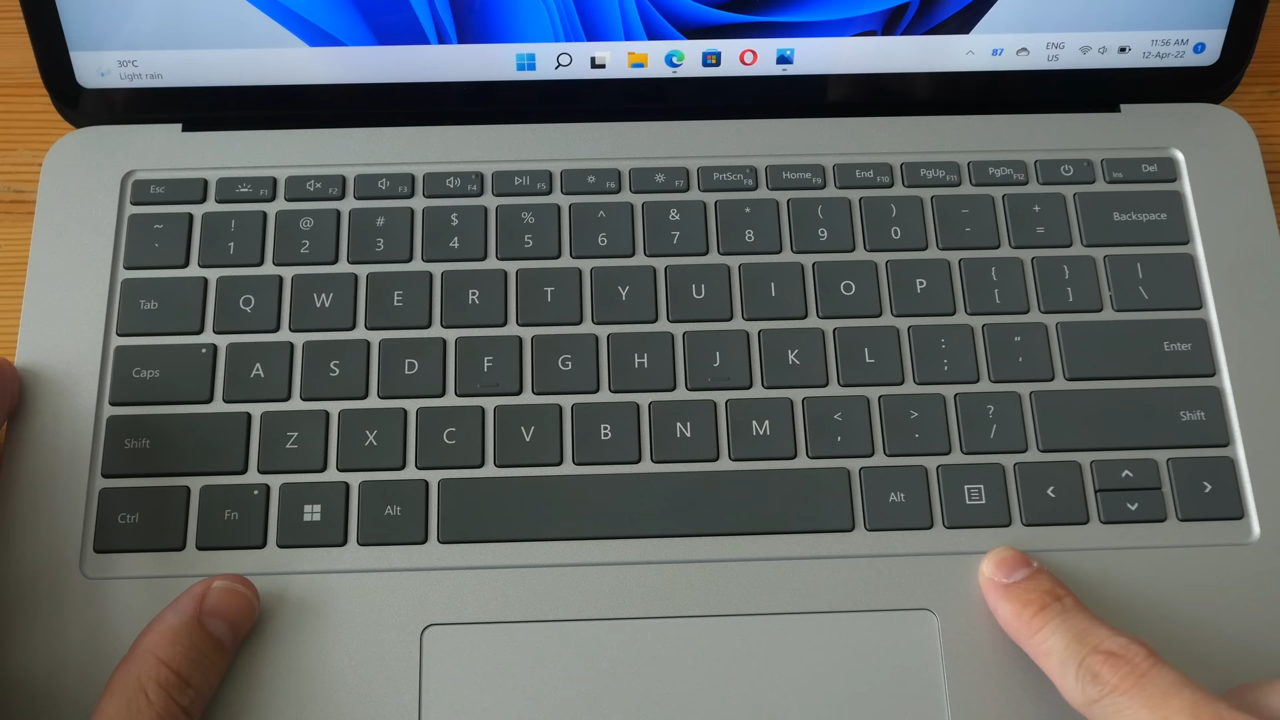 30°C
Light rain
87
ENG
US
11:56 AM
12-Apr-22
1
Esc F1 F2 F3 F4 F5 F6 F7 PrtScn F8 Home F9 End F10 PgUp F11 PgDn F12 Ins Del
~ ! @ # $ % ^ & * ( ) – +
` 1 2 3 4 5 6 7 8 9 0 - = Backspace
Tab Q W E R T Y U I O P { [ } ] | \
Caps A S D F G H J K L : ; “ ‘ Enter
Shift Z X C V B N M < , > . ? / Shift
Ctrl Fn Alt Alt